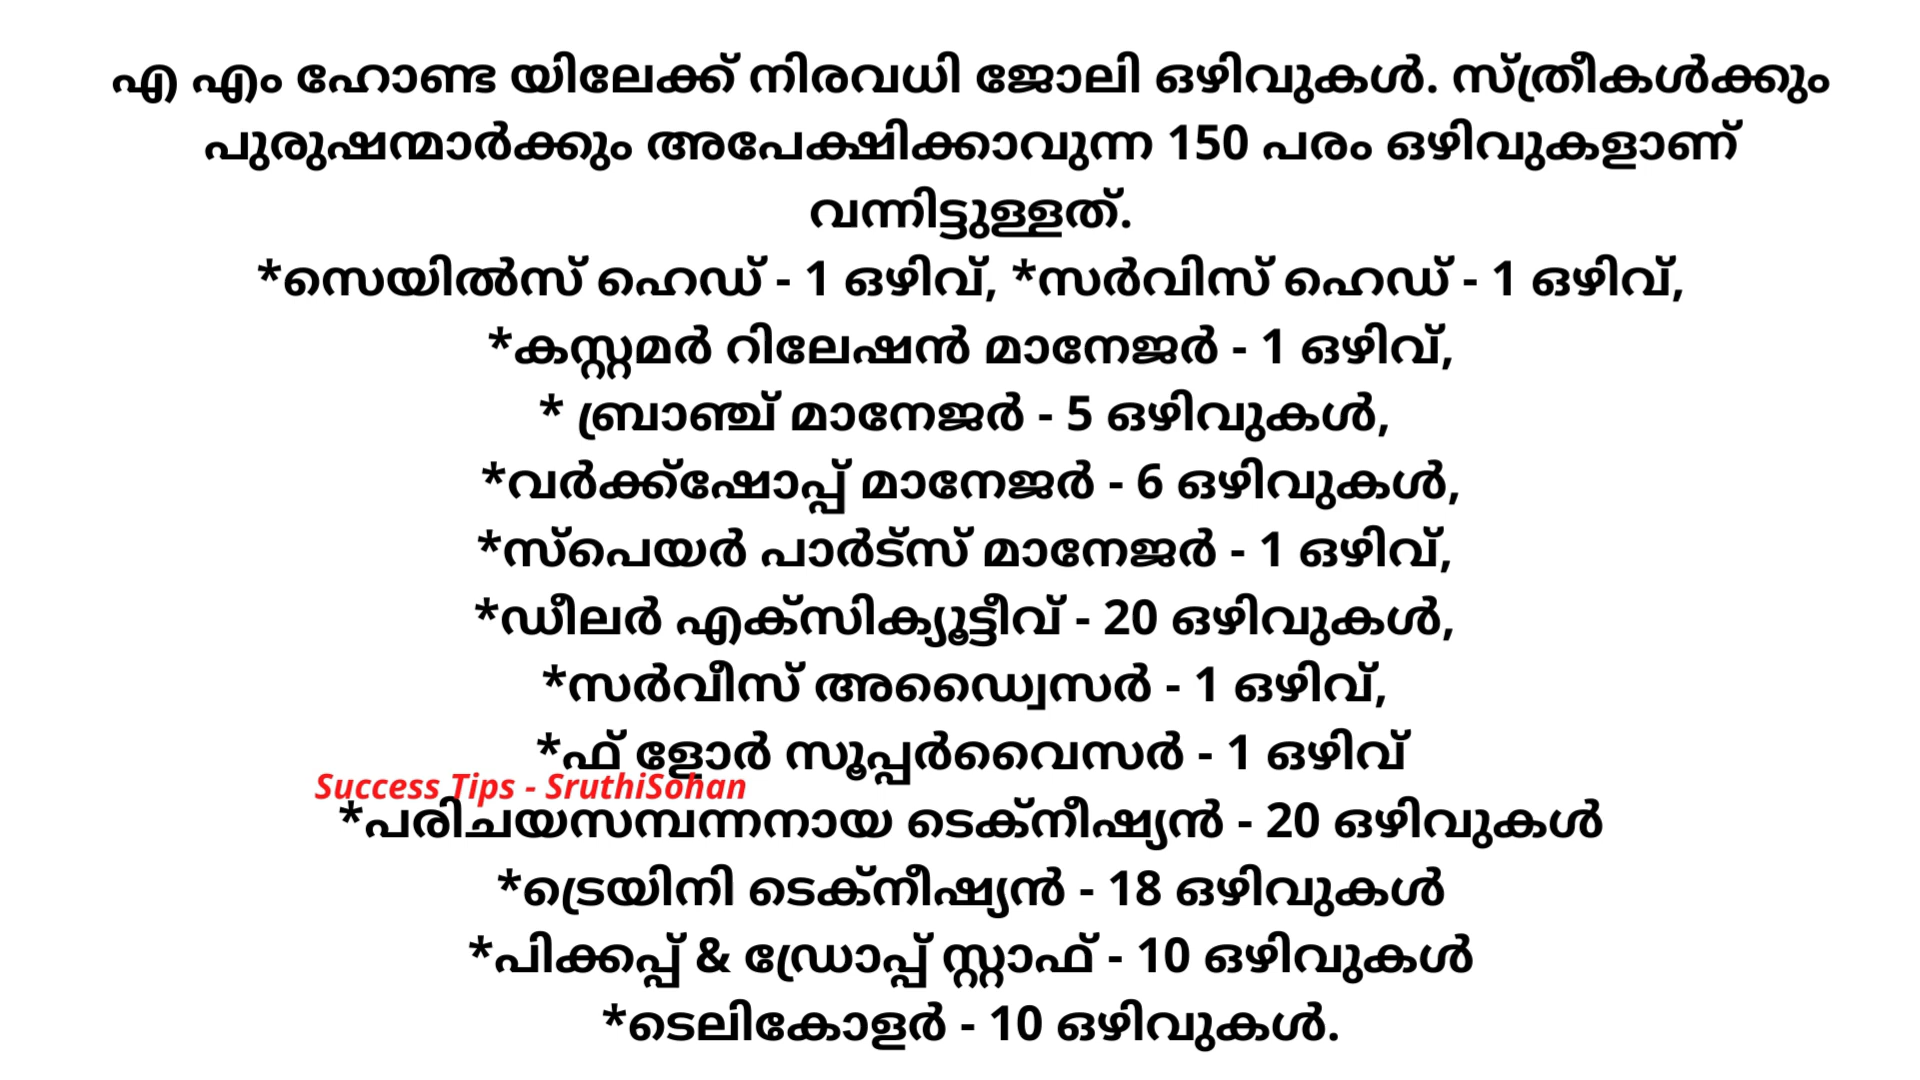 എ എം ഹോണ്ട യിലേക്ക് നിരവധി ജോലി ഒഴിവുകൾ. സ്ത്രീകൾക്കും
പുരുഷന്മാർക്കും അപേക്ഷിക്കാവുന്ന 150 പരം ഒഴിവുകളാണ്
വന്നിട്ടുള്ളത്.
*സെയിൽസ് ഹെഡ് - 1 ഒഴിവ്, *സർവിസ് ഹെഡ് - 1 ഒഴിവ്,
*കസ്റ്റമർ റിലേഷൻ മാനേജർ - 1 ഒഴിവ്,
* ബ്രാഞ്ച് മാനേജർ - 5 ഒഴിവുകൾ,
*വർക്ക്ഷോപ്പ് മാനേജർ - 6 ഒഴിവുകൾ,
*സ്പെയർ പാർട്സ് മാനേജർ - 1 ഒഴിവ്,
*ഡീലർ എക്സിക്യൂട്ടീവ് - 20 ഒഴിവുകൾ,
*സർവീസ് അഡ്വൈസർ - 1 ഒഴിവ്,
*ഫ് ളോർ സൂപ്പർവൈസർ - 1 ഒഴിവ്
Success Tips - SruthiSohan
*പരിചയസമ്പന്നനായ ടെക്നീഷ്യൻ - 20 ഒഴിവുകൾ
*ട്രെയിനി ടെക്നീഷ്യൻ - 18 ഒഴിവുകൾ
*പിക്കപ്പ് & ഡ്രോപ്പ് സ്റ്റാഫ് - 10 ഒഴിവുകൾ
*ടെലികോളർ - 10 ഒഴിവുകൾ.